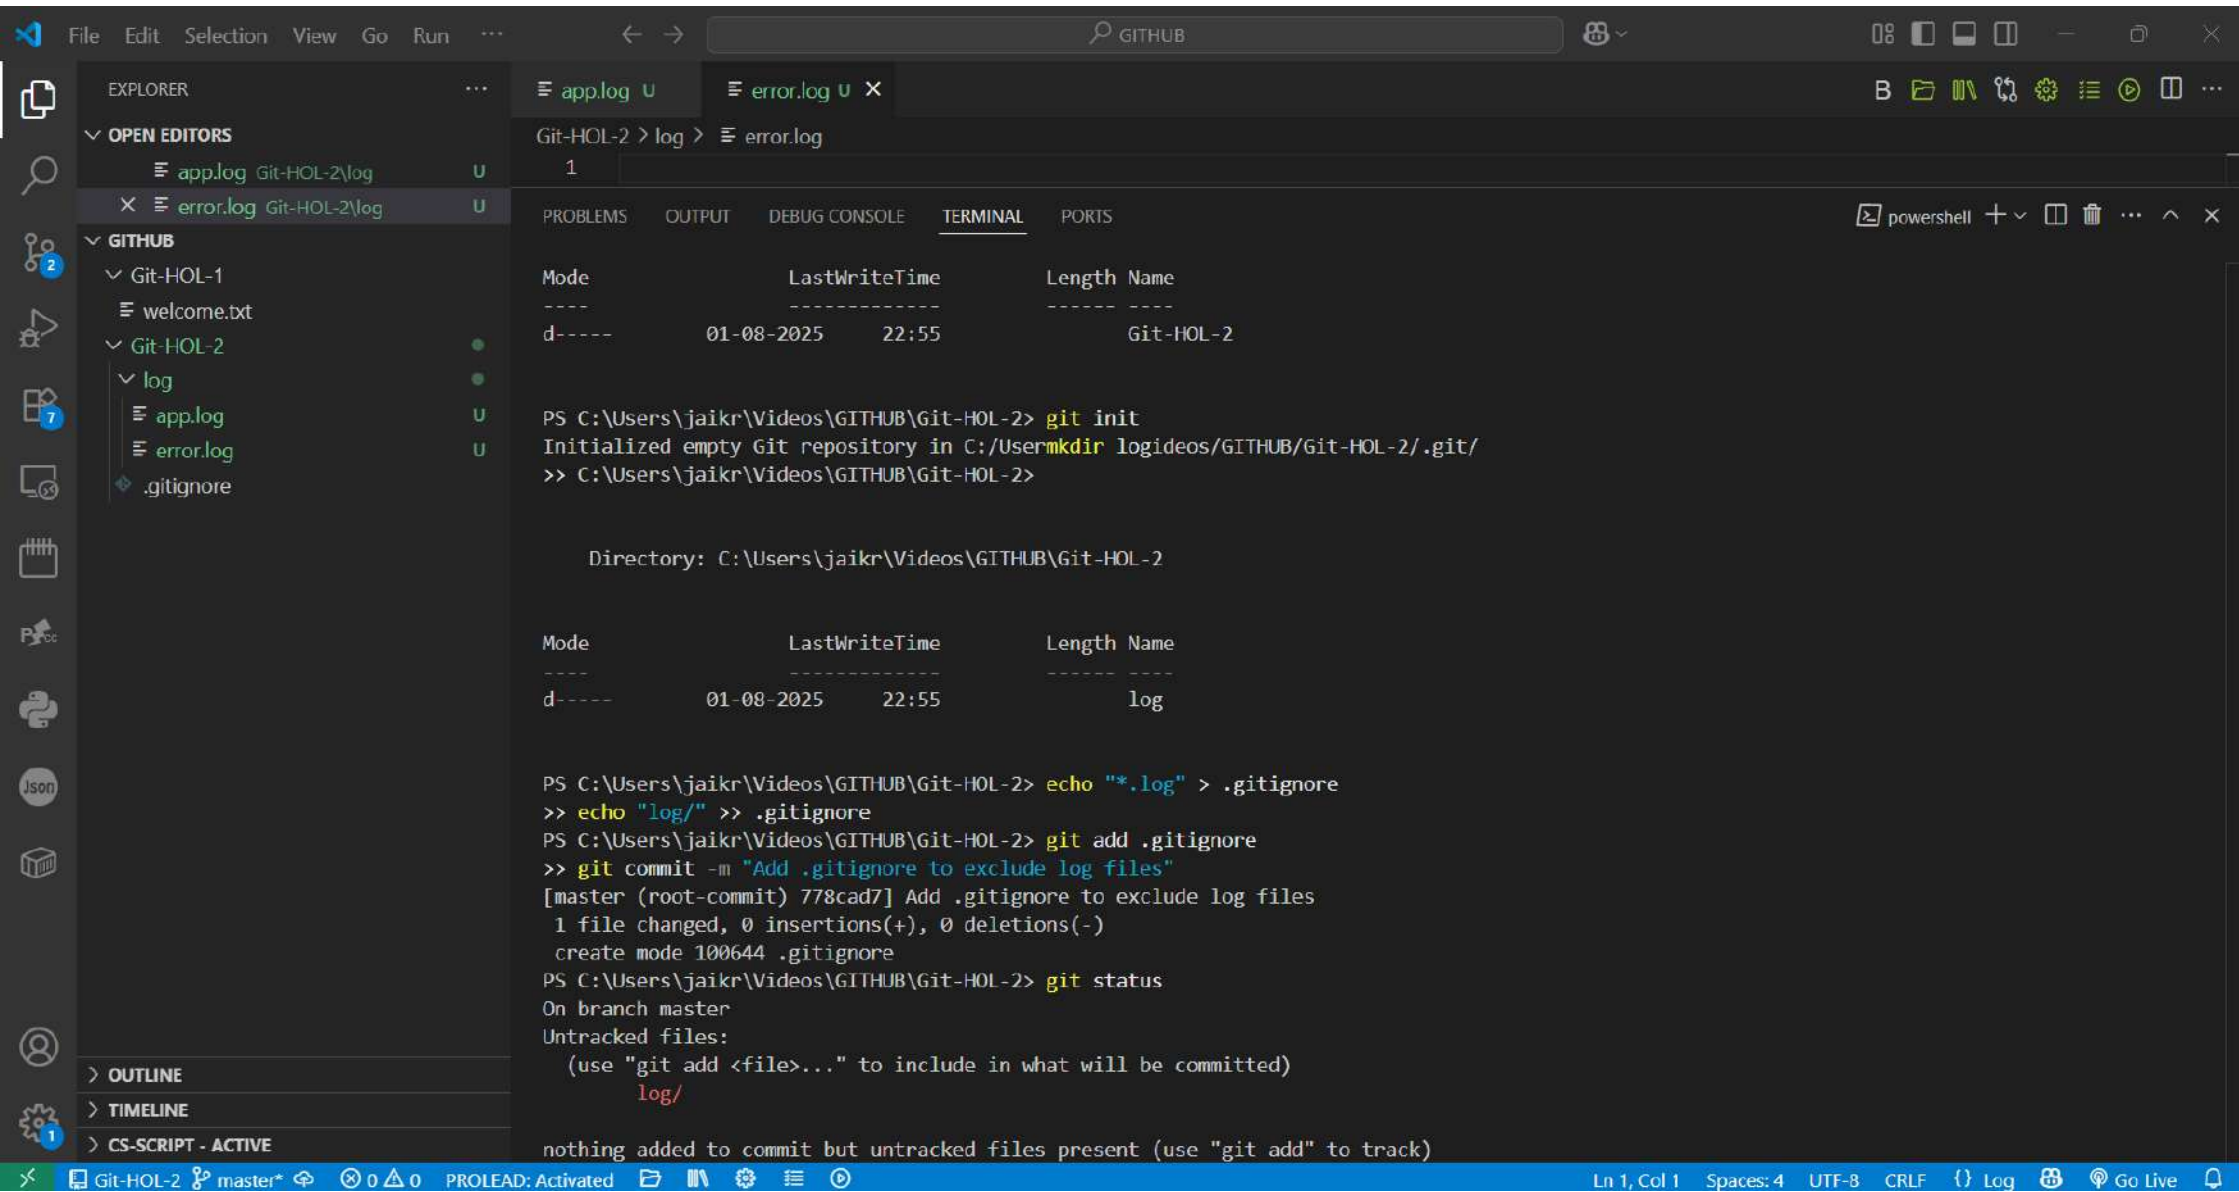 File Edit Selection View Go Run ···
GITHUB
EXPLORER ···
OPEN EDITORS
app.log Git-HOL-2\log U
error.log Git-HOL-2\log U
GITHUB
Git-HOL-1
welcome.txt
Git-HOL-2
log
app.log U
error.log U
.gitignore
OUTLINE
TIMELINE
CS-SCRIPT - ACTIVE
2
7
PS CC
Json
1
app.log U error.log U
B
Git-HOL-2 > log > error.log
1
PROBLEMS OUTPUT DEBUG CONSOLE TERMINAL PORTS
powershell
Mode LastWriteTime Length Name
---- ------------- ------ ----
d----- 01-08-2025 22:55 Git-HOL-2
PS C:\Users\jaikr\Videos\GITHUB\Git-HOL-2> git init
Initialized empty Git repository in C:/Usermkdir logideos/GITHUB/Git-HOL-2/.git/
>> C:\Users\jaikr\Videos\GITHUB\Git-HOL-2>
Directory: C:\Users\jaikr\Videos\GITHUB\Git-HOL-2
Mode LastWriteTime Length Name
---- ------------- ------ ----
d----- 01-08-2025 22:55 log
PS C:\Users\jaikr\Videos\GITHUB\Git-HOL-2> echo "*.log" > .gitignore
>> echo "log/" >> .gitignore
PS C:\Users\jaikr\Videos\GITHUB\Git-HOL-2> git add .gitignore
>> git commit -m "Add .gitignore to exclude log files"
[master (root-commit) 778cad7] Add .gitignore to exclude log files
1 file changed, 0 insertions(+), 0 deletions(-)
create mode 100644 .gitignore
PS C:\Users\jaikr\Videos\GITHUB\Git-HOL-2> git status
On branch master
Untracked files:
(use "git add <file>..." to include in what will be committed)
log/
nothing added to commit but untracked files present (use "git add" to track)
Git-HOL-2 master* 0 0 PROLEAD: Activated Ln 1, Col 1 Spaces: 4 UTF-8 CRLF {} Log Go Live